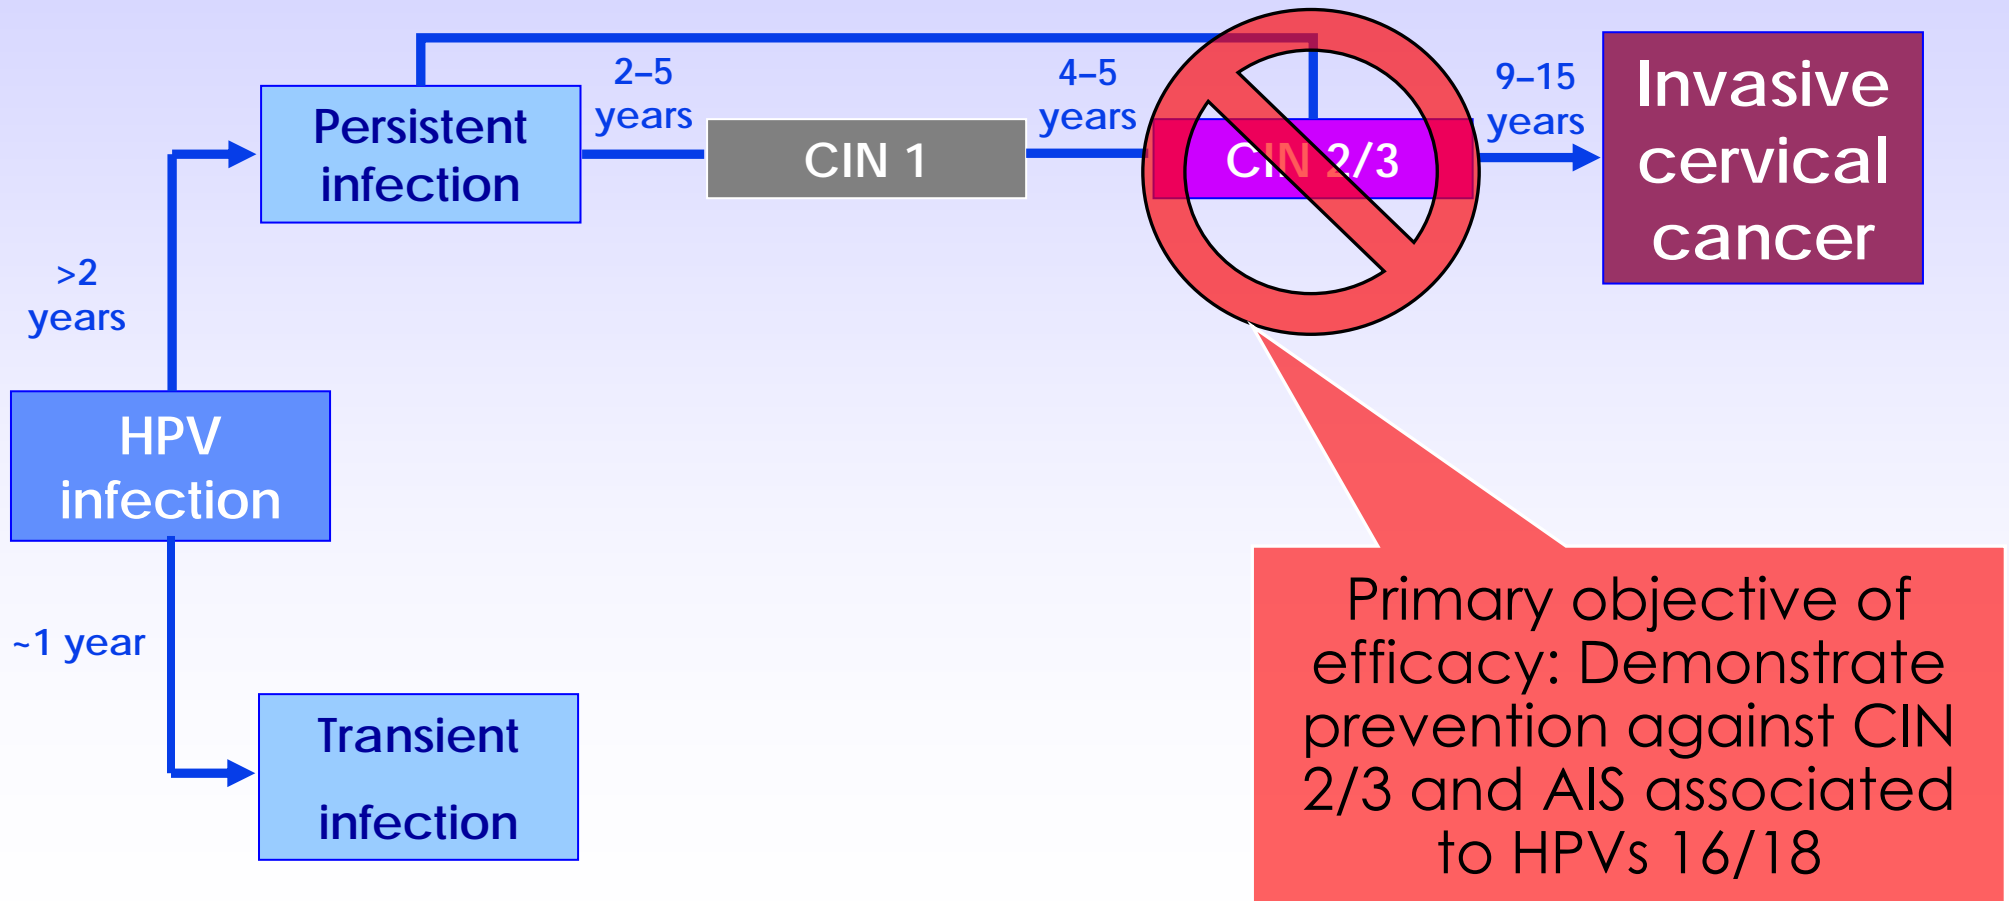 2–5
years
4–5
years
9–15
years
Persistent
infection
CIN 1
CIN 2/3
Invasive
cervical
cancer
>2
years
HPV
infection
~1 year
Transient
infection
Primary objective of
efficacy: Demonstrate
prevention against CIN
2/3 and AIS associated
to HPVs 16/18